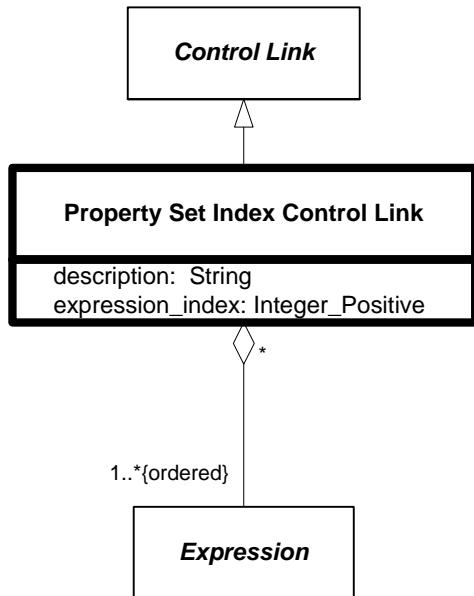 Control Link
Property Set Index Control Link
description: String
expression_index: Integer_Positive
*
1..*{ordered}
Expression